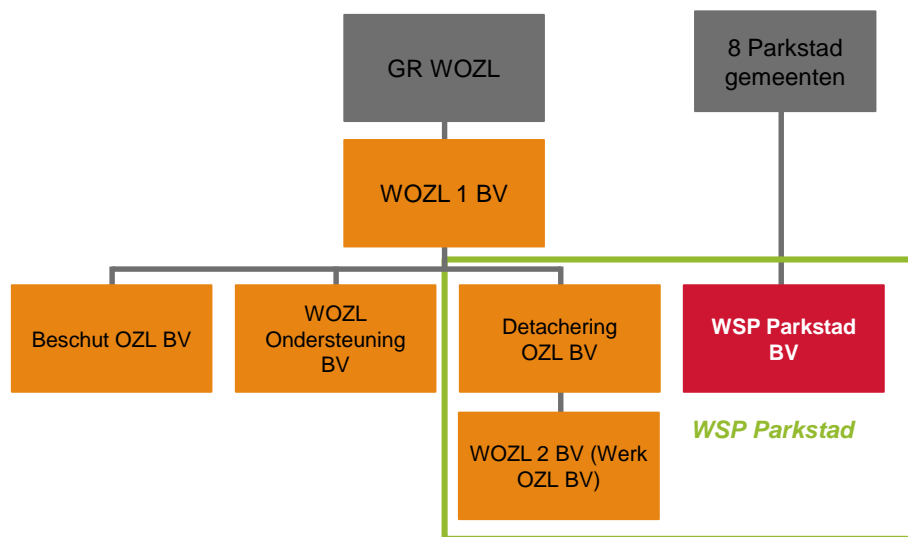 GR WOZL
8 Parkstad
gemeenten
WOZL 1 BV
Beschut OZL BV
WOZL
Ondersteuning
BV
Detachering
OZL BV
WSP Parkstad
BV
WOZL 2 BV (Werk
OZL BV)
WSP Parkstad